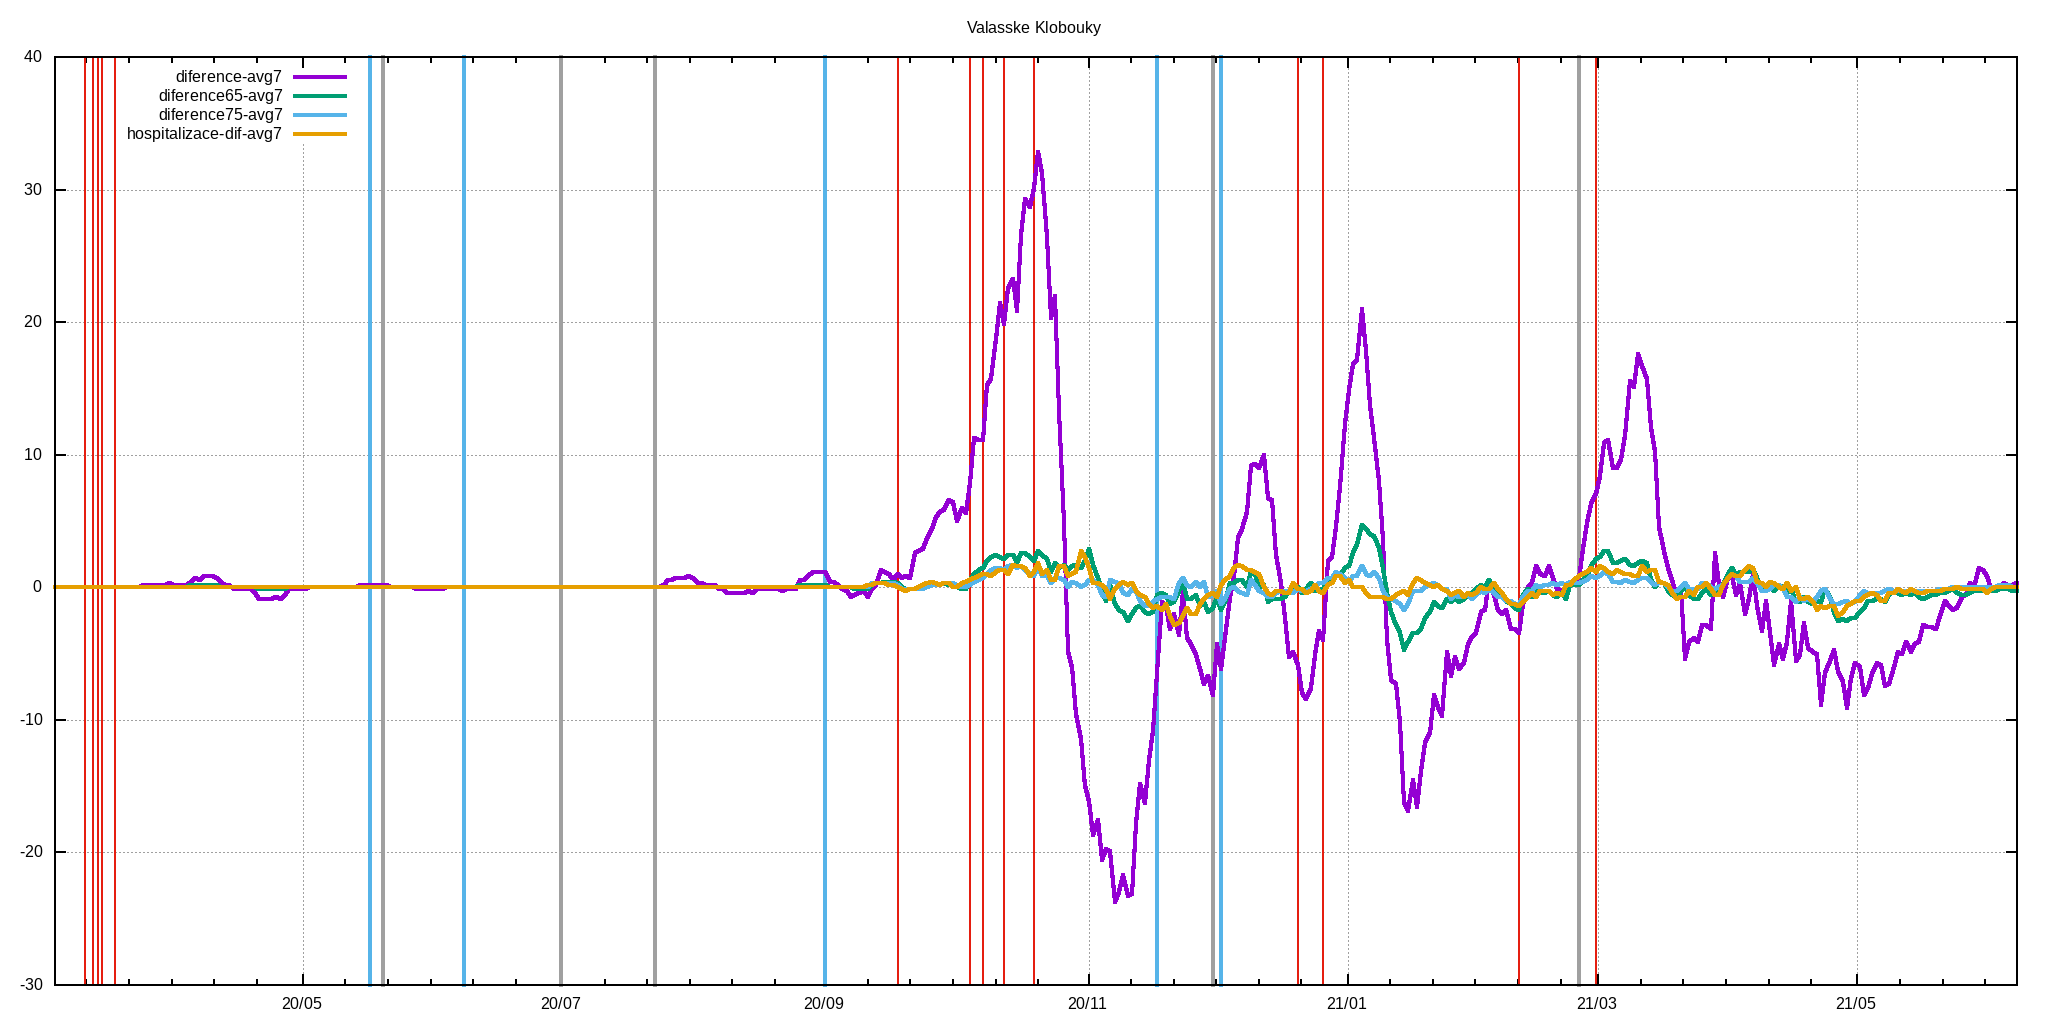 Valasske Klobouky
diference-avg7
diference65-avg7
diference75-avg7
hospitalizace-dif-avg7
40
30
20
10
0
-10
-20
-30
20/05 20/07 20/09 20/11 21/01 21/03 21/05